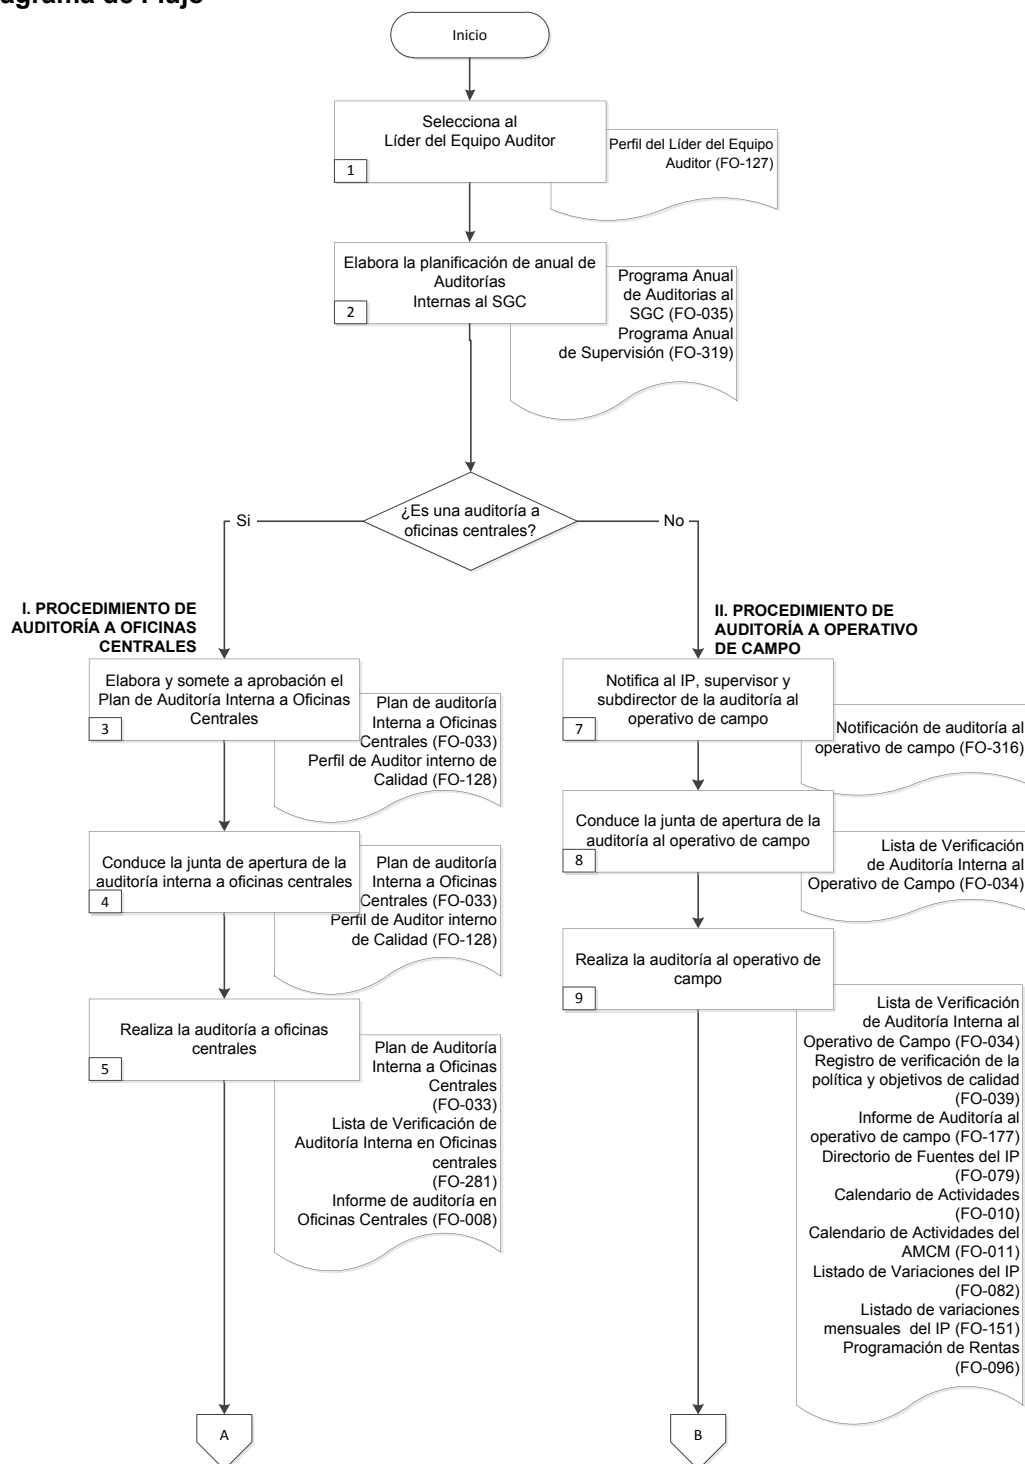 Inicio
Selecciona al
Líder del Equipo Auditor
1
Perfil del Líder del Equipo
Auditor (FO-127)
Elabora la planificación de anual de
Auditorías
Internas al SGC
2
Programa Anual
de Auditorias al
SGC (FO-035)
Programa Anual
de Supervisión (FO-319)
¿Es una auditoría a
oficinas centrales?
Si
No
I. PROCEDIMIENTO DE
AUDITORÍA A OFICINAS
CENTRALES
Elabora y somete a aprobación el
Plan de Auditoría Interna a Oficinas
Centrales
3
Plan de auditoría
Interna a Oficinas
Centrales (FO-033)
Perfil de Auditor interno de
Calidad (FO-128)
Conduce la junta de apertura de la
auditoría interna a oficinas centrales
4
Plan de auditoría
Interna a Oficinas
Centrales (FO-033)
Perfil de Auditor interno
de Calidad (FO-128)
Realiza la auditoría a oficinas
centrales
5
Plan de Auditoría
Interna a Oficinas
Centrales
(FO-033)
Lista de Verificación de
Auditoría Interna en Oficinas
centrales
(FO-281)
Informe de auditoría en
Oficinas Centrales (FO-008)
A
II. PROCEDIMIENTO DE
AUDITORÍA A OPERATIVO
DE CAMPO
Notifica al IP, supervisor y
subdirector de la auditoría al
operativo de campo
7
Notificación de auditoría al
operativo de campo (FO-316)
Conduce la junta de apertura de la
auditoría al operativo de campo
8
Lista de Verificación
de Auditoría Interna al
Operativo de Campo (FO-034)
Realiza la auditoría al operativo de
campo
9
Lista de Verificación
de Auditoría Interna al
Operativo de Campo (FO-034)
Registro de verificación de la
política y objetivos de calidad
(FO-039)
Informe de Auditoría al
operativo de campo (FO-177)
Directorio de Fuentes del IP
(FO-079)
Calendario de Actividades
(FO-010)
Calendario de Actividades del
AMCM (FO-011)
Listado de Variaciones del IP
(FO-082)
Listado de variaciones
mensuales del IP (FO-151)
Programación de Rentas
(FO-096)
B